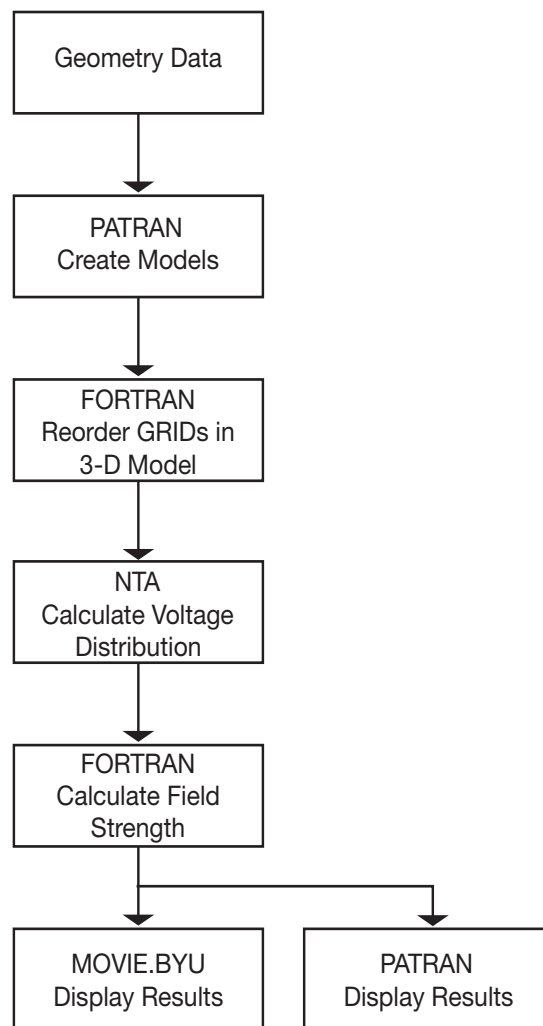 Geometry Data
PATRAN
Create Models
FORTRAN
Reorder GRIDs in
3-D Model
NTA
Calculate Voltage
Distribution
FORTRAN
Calculate Field
Strength
MOVIE.BYU
Display Results
PATRAN
Display Results